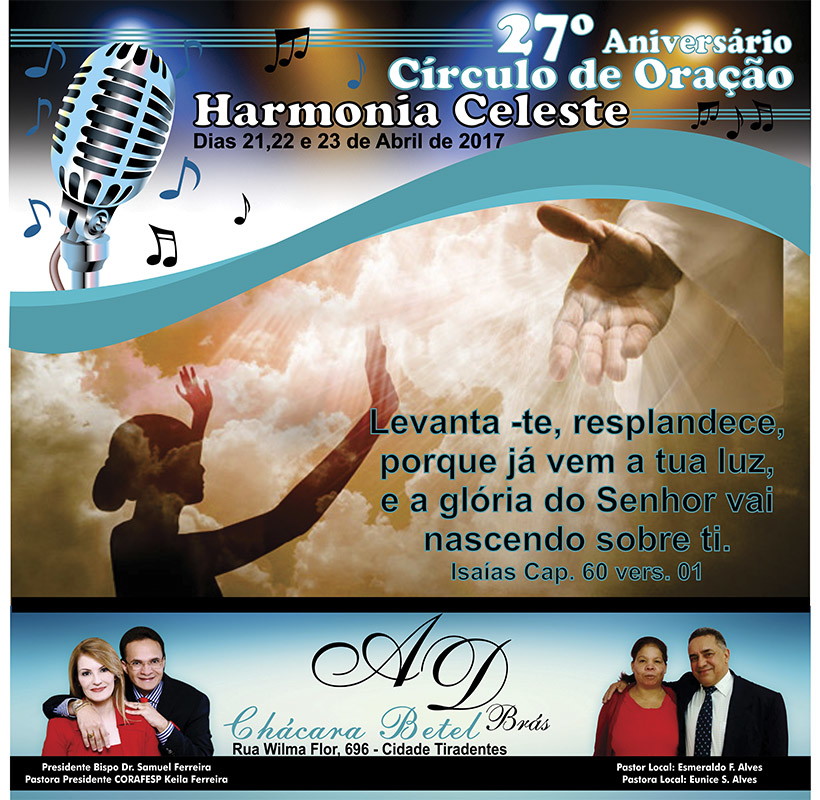 27º Aniversário
Círculo de Oração
Harmonia Celeste
Dias 21,22 e 23 de Abril de 2017
Levanta -te, resplandece,
porque já vem a tua luz,
e a glória do Senhor vai
nascendo sobre ti.
Isaías Cap. 60 vers. 01
AD
Chácara Betel Brás
Rua Wilma Flor, 696 - Cidade Tiradentes
Presidente Bispo Dr. Samuel Ferreira
Pastora Presidente CORAFESP Keila Ferreira
Pastor Local: Esmeraldo F. Alves
Pastora Local: Eunice S. Alves